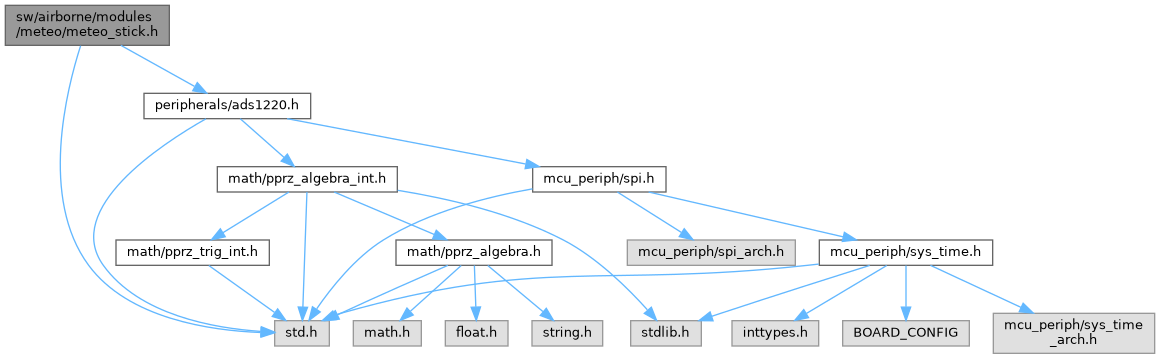 sw/airborne/modules
/meteo/meteo_stick.h
peripherals/ads1220.h
math/pprz_algebra_int.h
mcu_periph/spi.h
math/pprz_trig_int.h
math/pprz_algebra.h
mcu_periph/spi_arch.h
mcu_periph/sys_time.h
std.h
math.h
float.h
string.h
stdlib.h
inttypes.h
BOARD_CONFIG
mcu_periph/sys_time
_arch.h